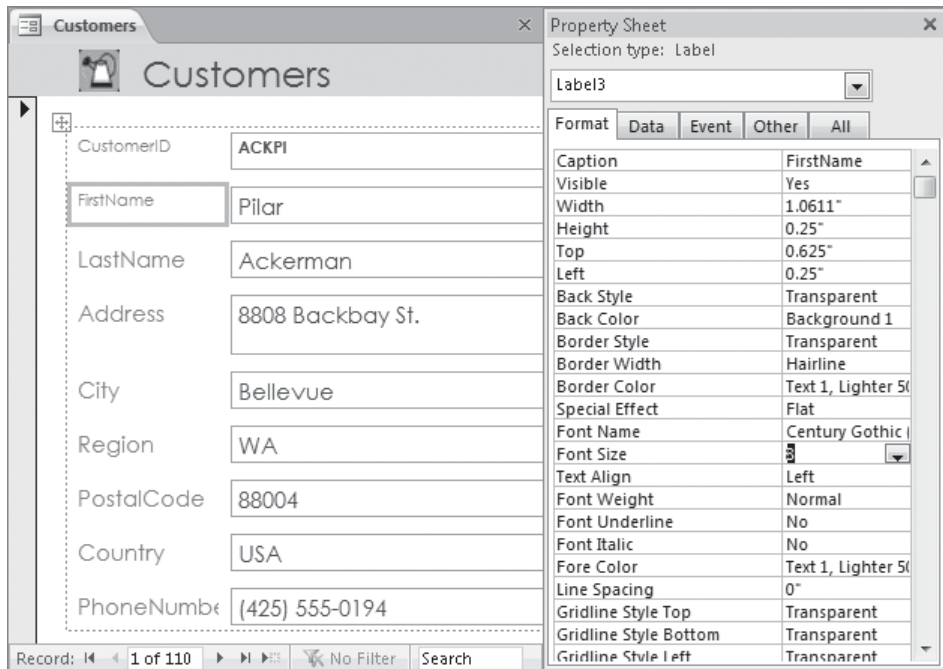 Customers
Customers
CustomerID ACKPI
FirstName Pilar
LastName Ackerman
Address 8808 Backbay St.
City Bellevue
Region WA
PostalCode 88004
Country USA
PhoneNumbe (425) 555-0194
Record: 1 of 110 No Filter Search
Property Sheet
Selection type: Label
Label3
Format Data Event Other All
Caption FirstName
Visible Yes
Width 1.0611"
Height 0.25"
Top 0.625"
Left 0.25"
Back Style Transparent
Back Color Background 1
Border Style Transparent
Border Width Hairline
Border Color Text 1, Lighter 50
Special Effect Flat
Font Name Century Gothic (
Font Size 8
Text Align Left
Font Weight Normal
Font Underline No
Font Italic No
Fore Color Text 1, Lighter 50
Line Spacing 0"
Gridline Style Top Transparent
Gridline Style Bottom Transparent
Gridline Style Left Transparent